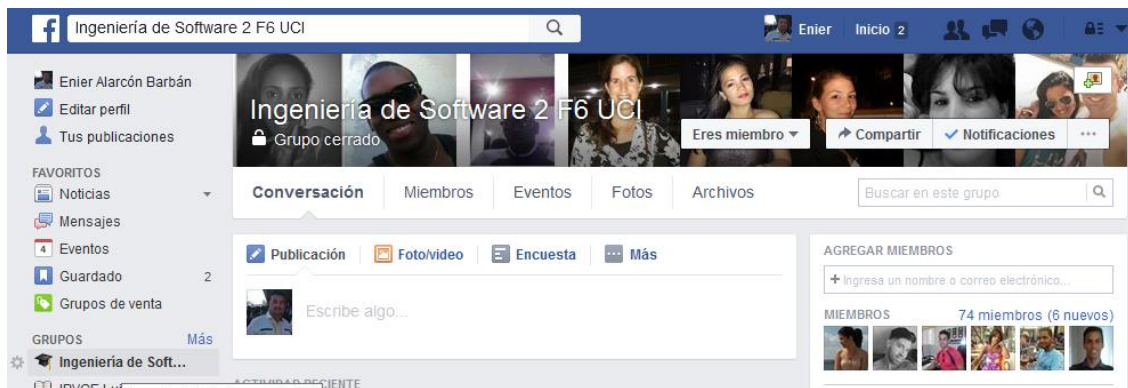 Ingeniería de Software 2 F6 UCI
Enier
Inicio 2
Enier Alarcón Barbán
Editar perfil
Tus publicaciones
FAVORITOS
Noticias
Mensajes
4 Eventos
Guardado 2
Grupos de venta
GRUPOS Más
Ingeniería de Soft...
Ingeniería de Software 2 F6 UCI
Grupo cerrado
Eres miembro
Compartir
Notificaciones
Conversación Miembros Eventos Fotos Archivos
Buscar en este grupo
Publicación Foto/video Encuesta Más
Escribe algo...
ACTIVIDAD RECIENTE
AGREGAR MIEMBROS
+ Ingresa un nombre o correo electrónico...
MIEMBROS 74 miembros (6 nuevos)